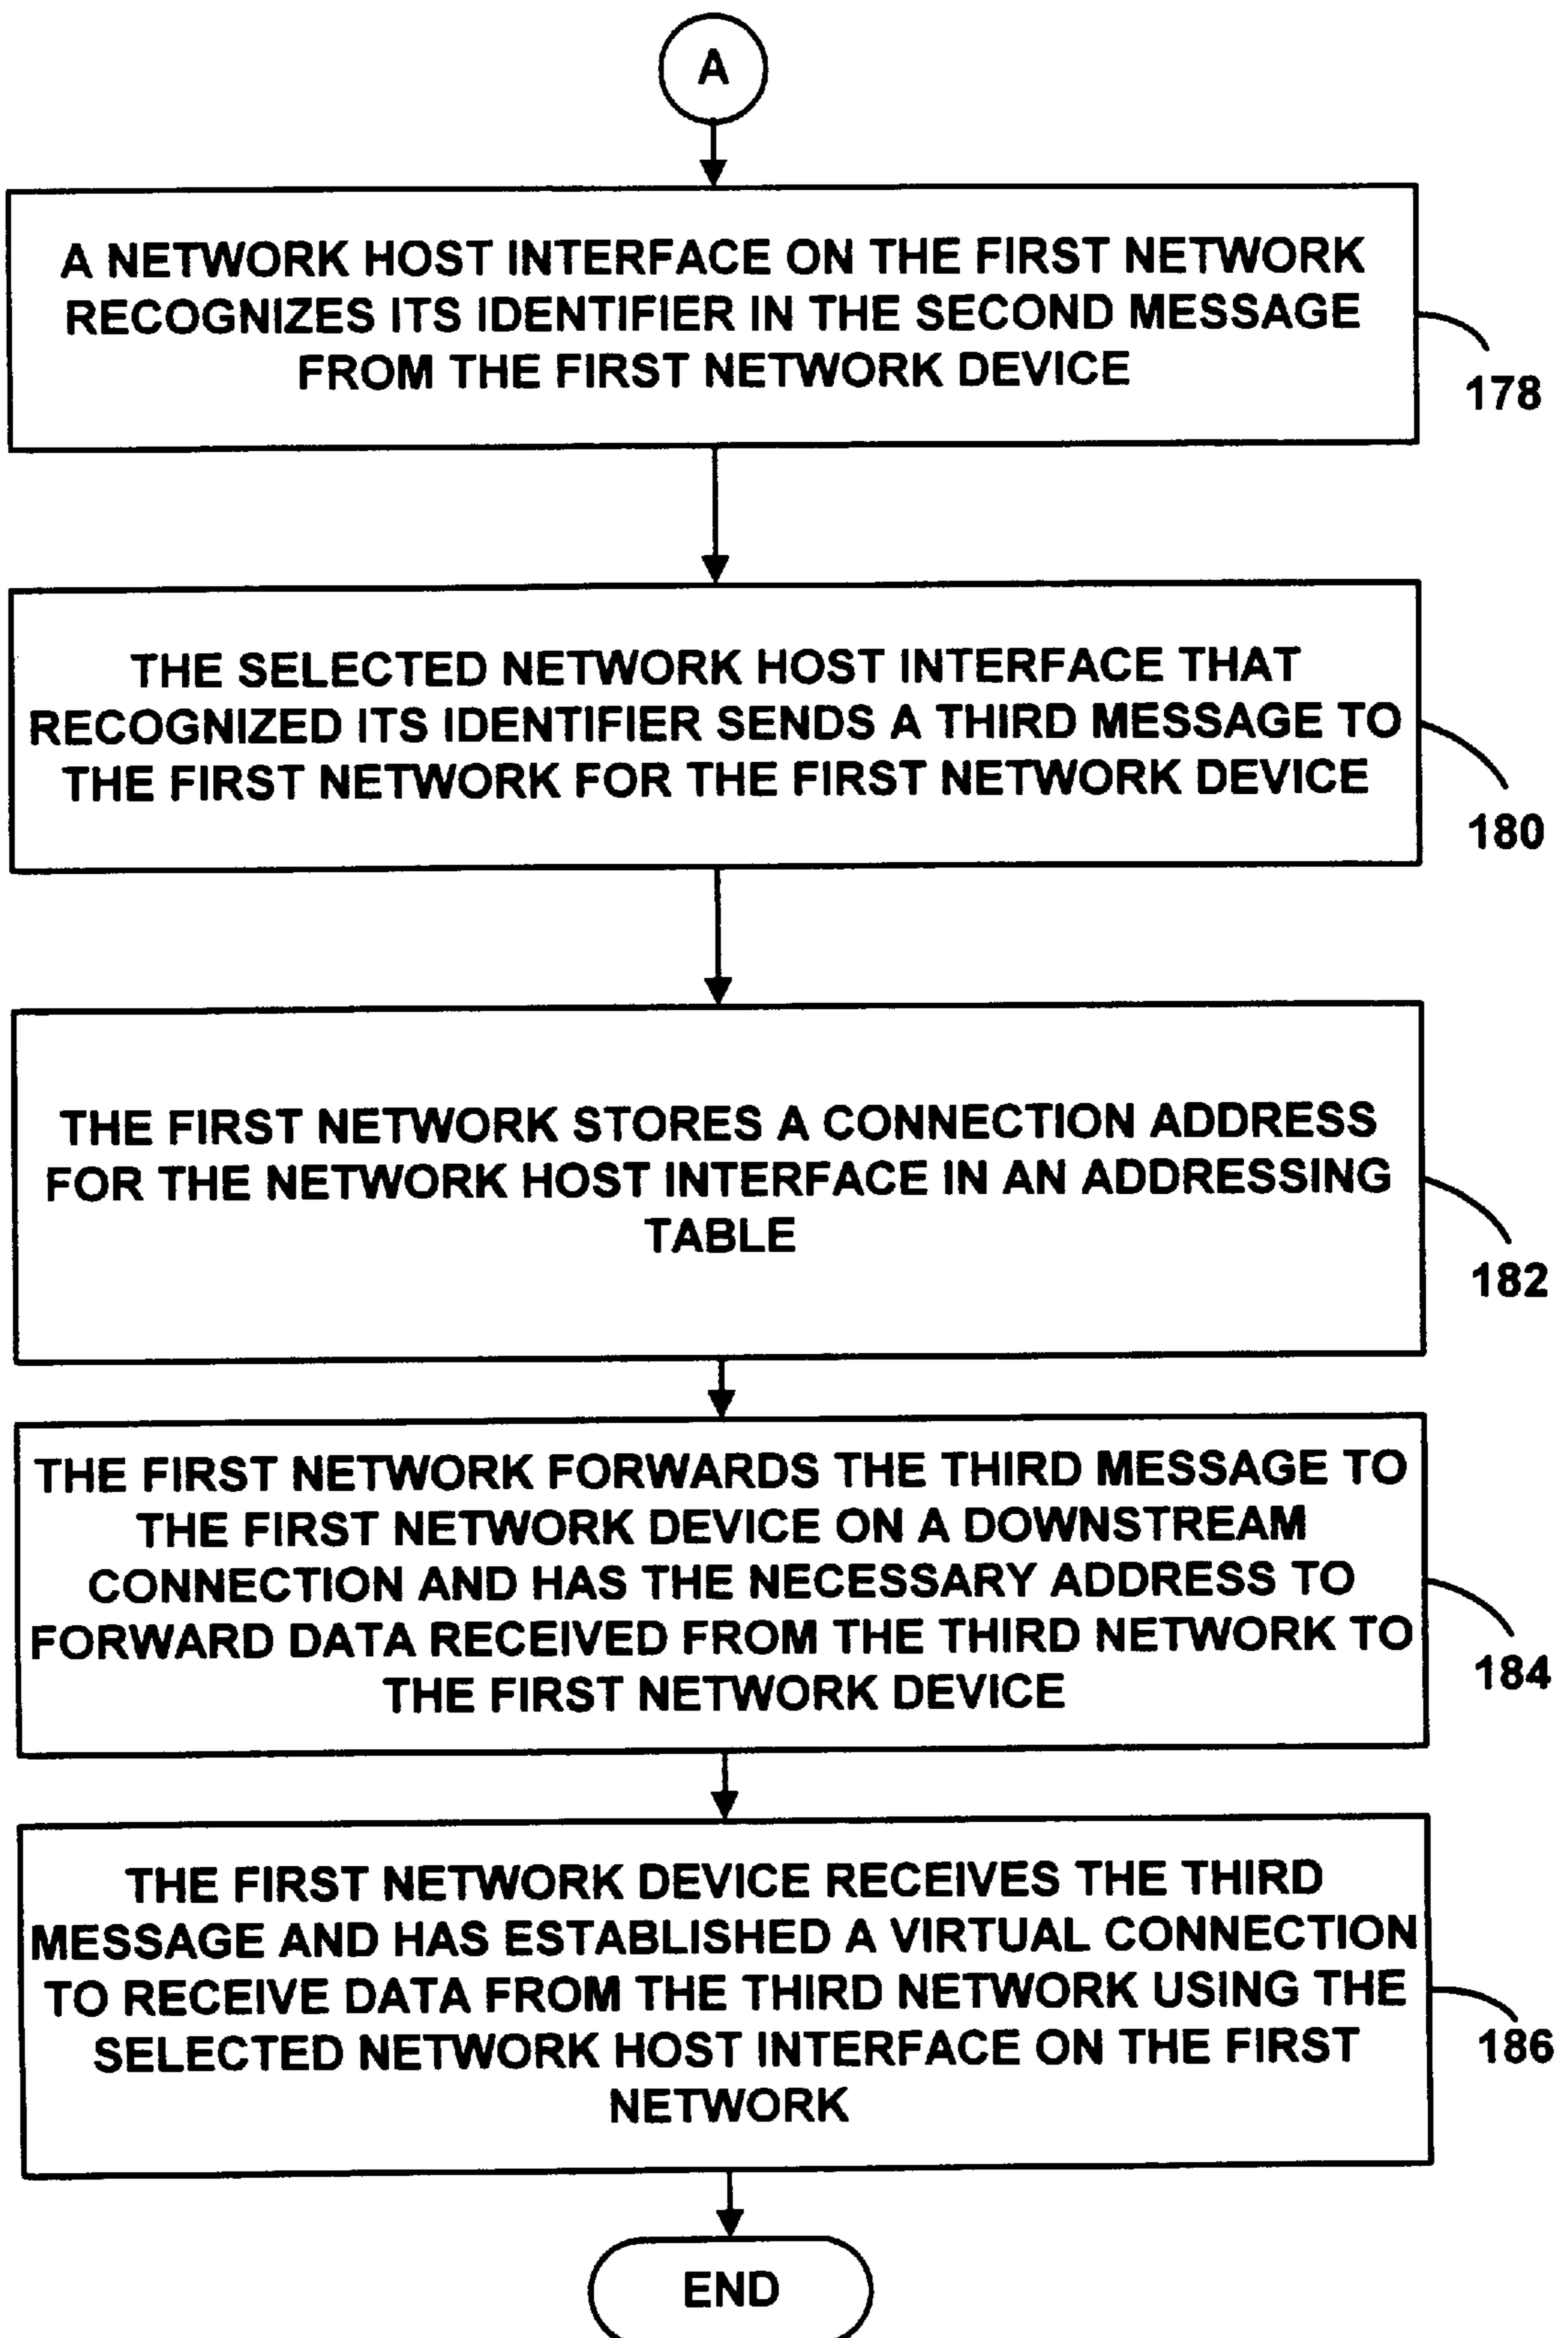 A
A NETWORK HOST INTERFACE ON THE FIRST NETWORK
RECOGNIZES ITS IDENTIFIER IN THE SECOND MESSAGE
FROM THE FIRST NETWORK DEVICE
178
THE SELECTED NETWORK HOST INTERFACE THAT
RECOGNIZED ITS IDENTIFIER SENDS A THIRD MESSAGE TO
THE FIRST NETWORK FOR THE FIRST NETWORK DEVICE
180
THE FIRST NETWORK STORES A CONNECTION ADDRESS
FOR THE NETWORK HOST INTERFACE IN AN ADDRESSING
TABLE
182
THE FIRST NETWORK FORWARDS THE THIRD MESSAGE TO
THE FIRST NETWORK DEVICE ON A DOWNSTREAM
CONNECTION AND HAS THE NECESSARY ADDRESS TO
FORWARD DATA RECEIVED FROM THE THIRD NETWORK TO
THE FIRST NETWORK DEVICE
184
THE FIRST NETWORK DEVICE RECEIVES THE THIRD
MESSAGE AND HAS ESTABLISHED A VIRTUAL CONNECTION
TO RECEIVE DATA FROM THE THIRD NETWORK USING THE
SELECTED NETWORK HOST INTERFACE ON THE FIRST
NETWORK
186
END